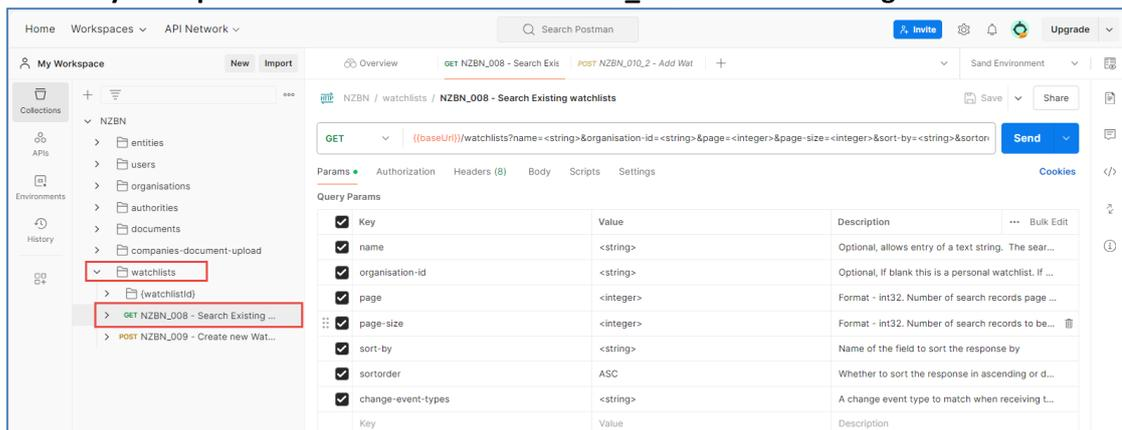 Home Workspaces API Network Search Postman Invite Upgrade
My Workspace New Import Overview GET NZBN_008 - Search Exis POST NZBN_010_2 - Add Wat Sand Environment
Collections
APIs
Environments
History
NZBN
entities
users
organisations
authorities
documents
companies-document-upload
watchlists
{watchlistId}
GET NZBN_008 - Search Existing ...
POST NZBN_009 - Create new Wat...
HTTP NZBN / watchlists / NZBN_008 - Search Existing watchlists Save Share
GET {{baseUrl}}/watchlists?name=<string>&organisation-id=<string>&page=<integer>&page-size=<integer>&sort-by=<string>&sortor Send
Params Authorization Headers (8) Body Scripts Settings Cookies
Query Params
Key Value Description Bulk Edit
name <string> Optional, allows entry of a text string. The sear...
organisation-id <string> Optional, If blank this is a personal watchlist. If ...
page <integer> Format - int32. Number of search records page ...
page-size <integer> Format - int32. Number of search records to be...
sort-by <string> Name of the field to sort the response by
sortorder ASC Whether to sort the response in ascending or d...
change-event-types <string> A change event type to match when receiving t...
Key Value Description